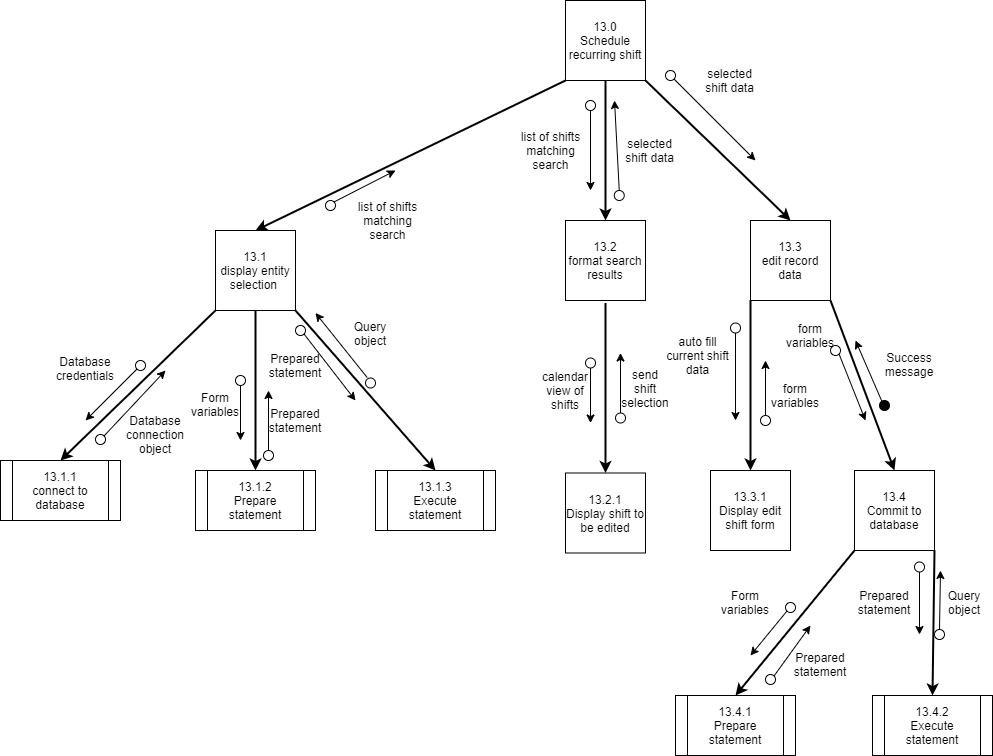 13.0
Schedule
recurring shift
selected
shift data
list of shifts
matching
search
selected
shift data
list of shifts
matching
search
13.1
display entity
selection
13.2
format search
results
13.3
edit record
data
Database
credentials
Database
connection
object
Form
variables
Prepared
statement
Prepared
statement
Query
object
calendar
view of
shifts
send
shift
selection
auto fill
current shift
data
form
variables
form
variables
Success
message
13.1.1
connect to
database
13.1.2
Prepare
statement
13.1.3
Execute
statement
13.2.1
Display shift to
be edited
13.3.1
Display edit
shift form
13.4
Commit to
database
Form
variables
Prepared
statement
Prepared
statement
Query
object
13.4.1
Prepare
statement
13.4.2
Execute
statement